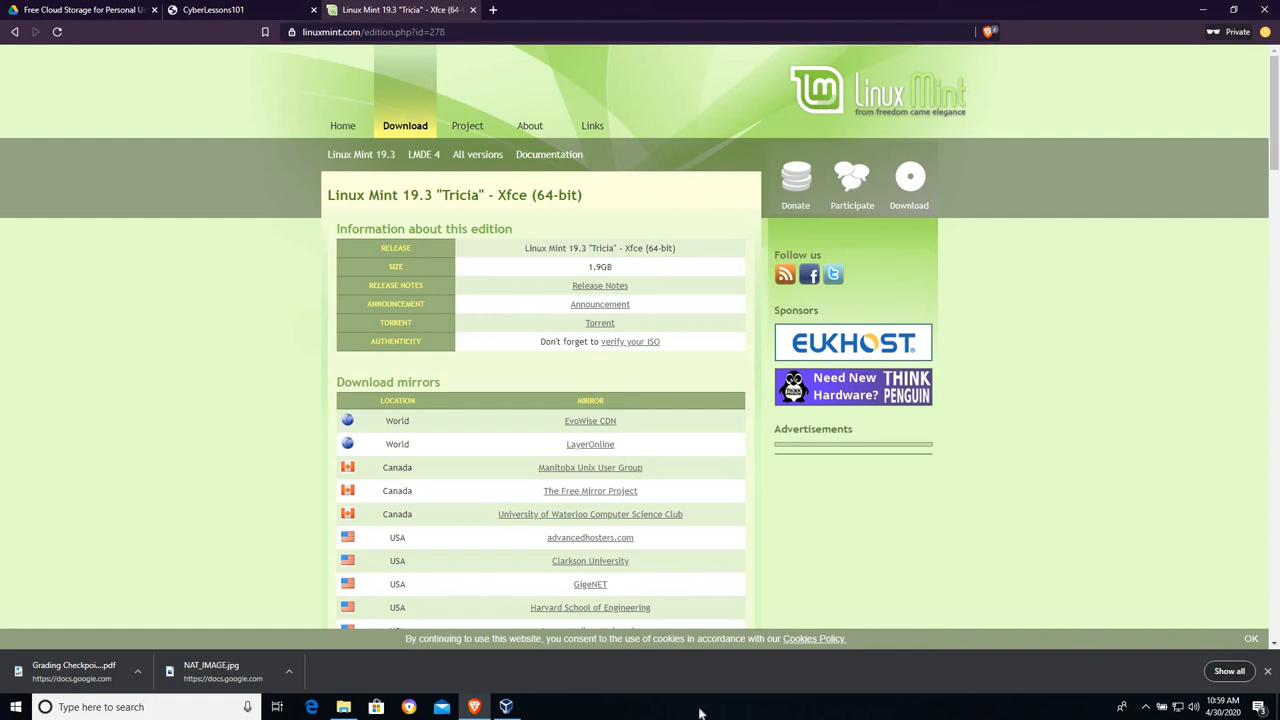 Free Cloud Storage for Personal U
CyberLessons101
Linux Mint 19.3 "Tricia" - Xfce (64-
linuxmint.com/edition.php?id=278
2
Private
Linux Mint
from freedom came elegance
Home
Download
Project
About
Links
Linux Mint 19.3
LMDE 4
All versions
Documentation
Donate
Participate
Download
Linux Mint 19.3 "Tricia" - Xfce (64-bit)
Information about this edition
RELEASE Linux Mint 19.3 "Tricia" - Xfce (64-bit)
SIZE 1.9GB
RELEASE NOTES Release Notes
ANNOUNCEMENT Announcement
TORRENT Torrent
AUTHENTICITY Don't forget to verify your ISO
Download mirrors
LOCATION MIRROR
World EvoWise CDN
World LayerOnline
Canada Manitoba Unix User Group
Canada The Free Mirror Project
Canada University of Waterloo Computer Science Club
USA advancedhosters.com
USA Clarkson University
USA GigeNET
USA Harvard School of Engineering
Follow us
Sponsors
EUKHOST
Need New Hardware?
THINK PENGUIN
Advertisements
By continuing to use this website, you consent to the use of cookies in accordance with our Cookies Policy.
OK
Grading Checkpoi....pdf
https://docs.google.com
NAT_IMAGE.jpg
https://docs.google.com
Show all
Type here to search
10:59 AM
4/30/2020
3